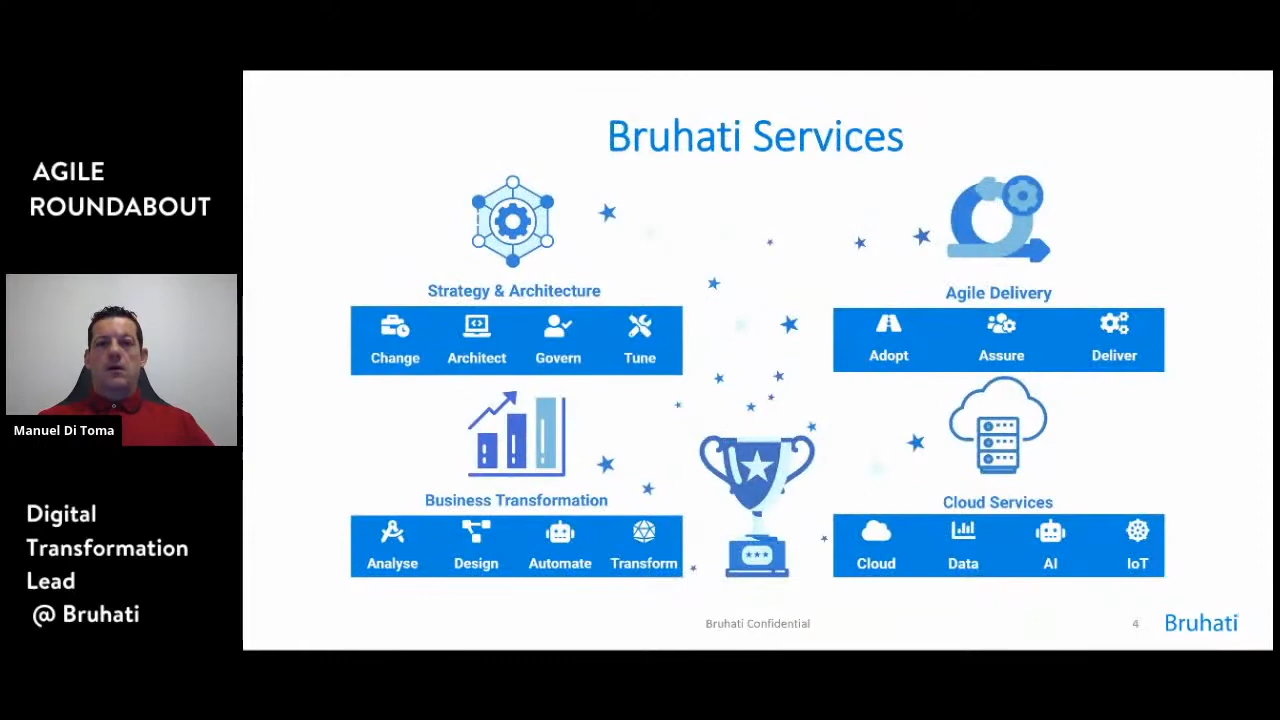 AGILE
ROUNDABOUT
Manuel Di Toma
Digital
Transformation
Lead
@ Bruhati
Bruhati Services
Strategy & Architecture
Change Architect Govern Tune
Agile Delivery
Adopt Assure Deliver
Business Transformation
Analyse Design Automate Transform
Cloud Services
Cloud Data AI IoT
Bruhati Confidential
4
Bruhati